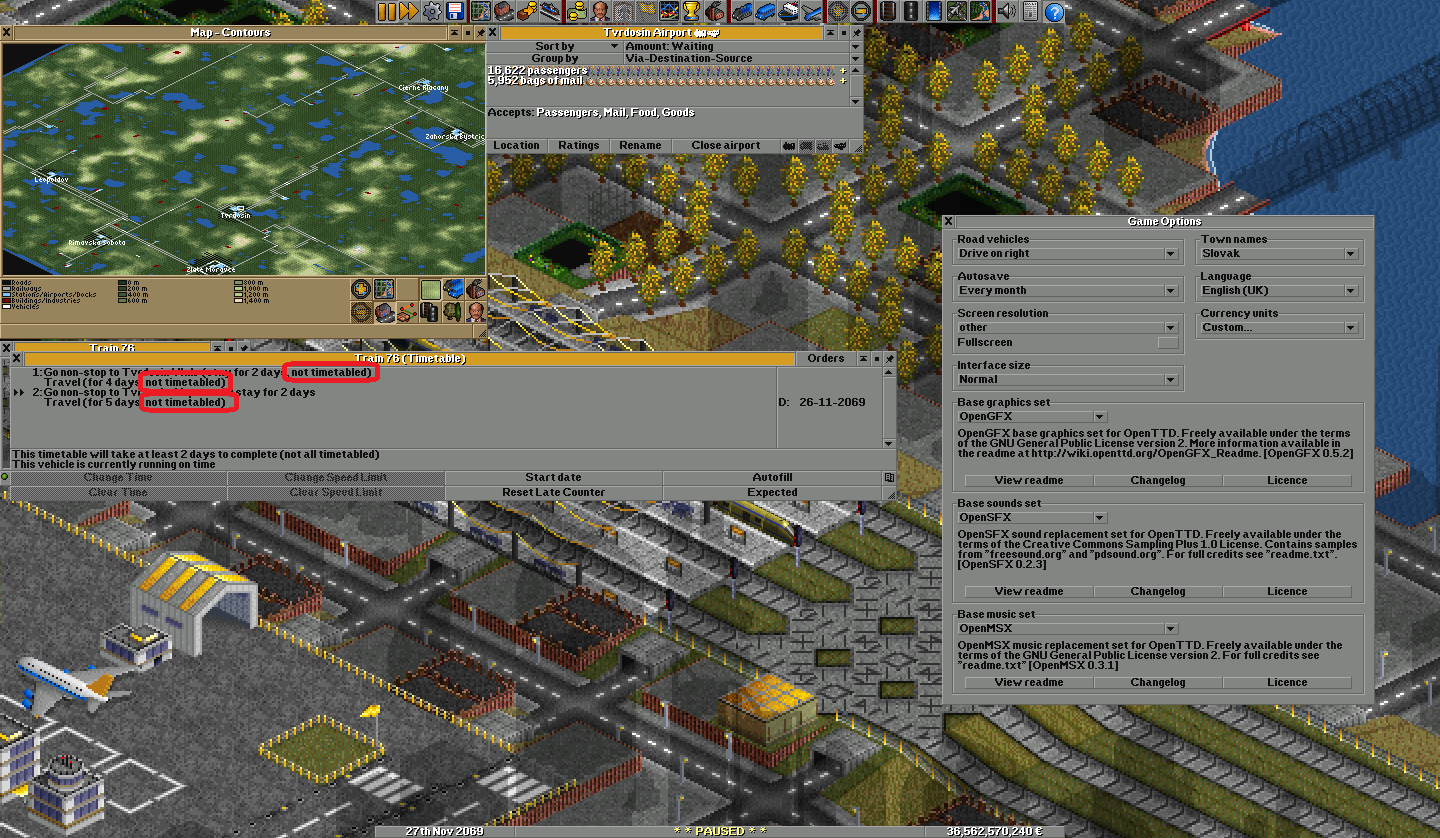 Map - Contours
Cierne Klacany
Zahorska Bystric
Leopoldov
Tvrdosin
Rimavska Sobota
Zlate Moravce
Roads
Railways
Stations/Airports/Docks
Buildings/Industries
Vehicles
0 m
200 m
400 m
600 m
800 m
1,000 m
1,200 m
1,400 m
Tvrdosin Airport
Sort by
Amount: Waiting
Group by
Via-Destination-Source
16,622 passengers
5,952 bags of mail
+
+
Accepts: Passengers, Mail, Food, Goods
Location
Ratings
Rename
Close airport
Train 76
Train 76 (Timetable)
Orders
1: Go non-stop to stay for 2 days not timetabled)
Travel (for 4 days not timetabled)
2: Go non-stop to stay for 2 days
Travel (for 5 days not timetabled)
D: 26-11-2069
This timetable will take at least 2 days to complete (not all timetabled)
This vehicle is currently running on time
Change Time
Change Speed Limit
Start date
Autofill
Clear Time
Clear Speed Limit
Reset Late Counter
Expected
Game Options
Road vehicles
Drive on right
Town names
Slovak
Autosave
Every month
Language
English (UK)
Screen resolution
other
Fullscreen
Currency units
Custom...
Interface size
Normal
Base graphics set
OpenGFX
OpenGFX base graphics set for OpenTTD. Freely available under the terms
of the GNU General Public License version 2. More information available in
the readme at http://wiki.openttd.org/OpenGFX_Readme. [OpenGFX 0.5.2]
View readme
Changelog
Licence
Base sounds set
OpenSFX
OpenSFX sound replacement set for OpenTTD. Freely available under the
terms of the Creative Commons Sampling Plus 1.0 License. Contains samples
from "freesound.org" and "pdsound.org". For full credits see "readme.txt".
[OpenSFX 0.2.3]
View readme
Changelog
Licence
Base music set
OpenMSX
OpenMSX music replacement set for OpenTTD. Freely available under the
terms of the GNU General Public License version 2. For full credits see
"readme.txt" [OpenMSX 0.3.1]
View readme
Changelog
Licence
27th Nov 2069
* * PAUSED * *
36,562,570,240 €